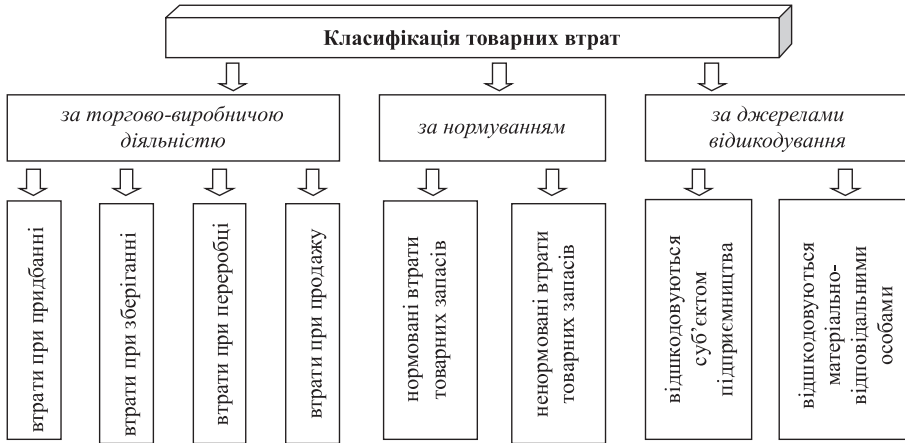 Класифікація товарних втрат
за торгово-виробничою
діяльністю
за нормуванням
за джерелами
відшкодування
втрати при придбанні
втрати при зберіганні
втрати при переробці
втрати при продажу
нормовані втрати
товарних запасів
ненормовані втрати
товарних запасів
відшкодовуються
суб’єктом
підприємництва
відшкодовуються
матеріально-
відповідальними
особами